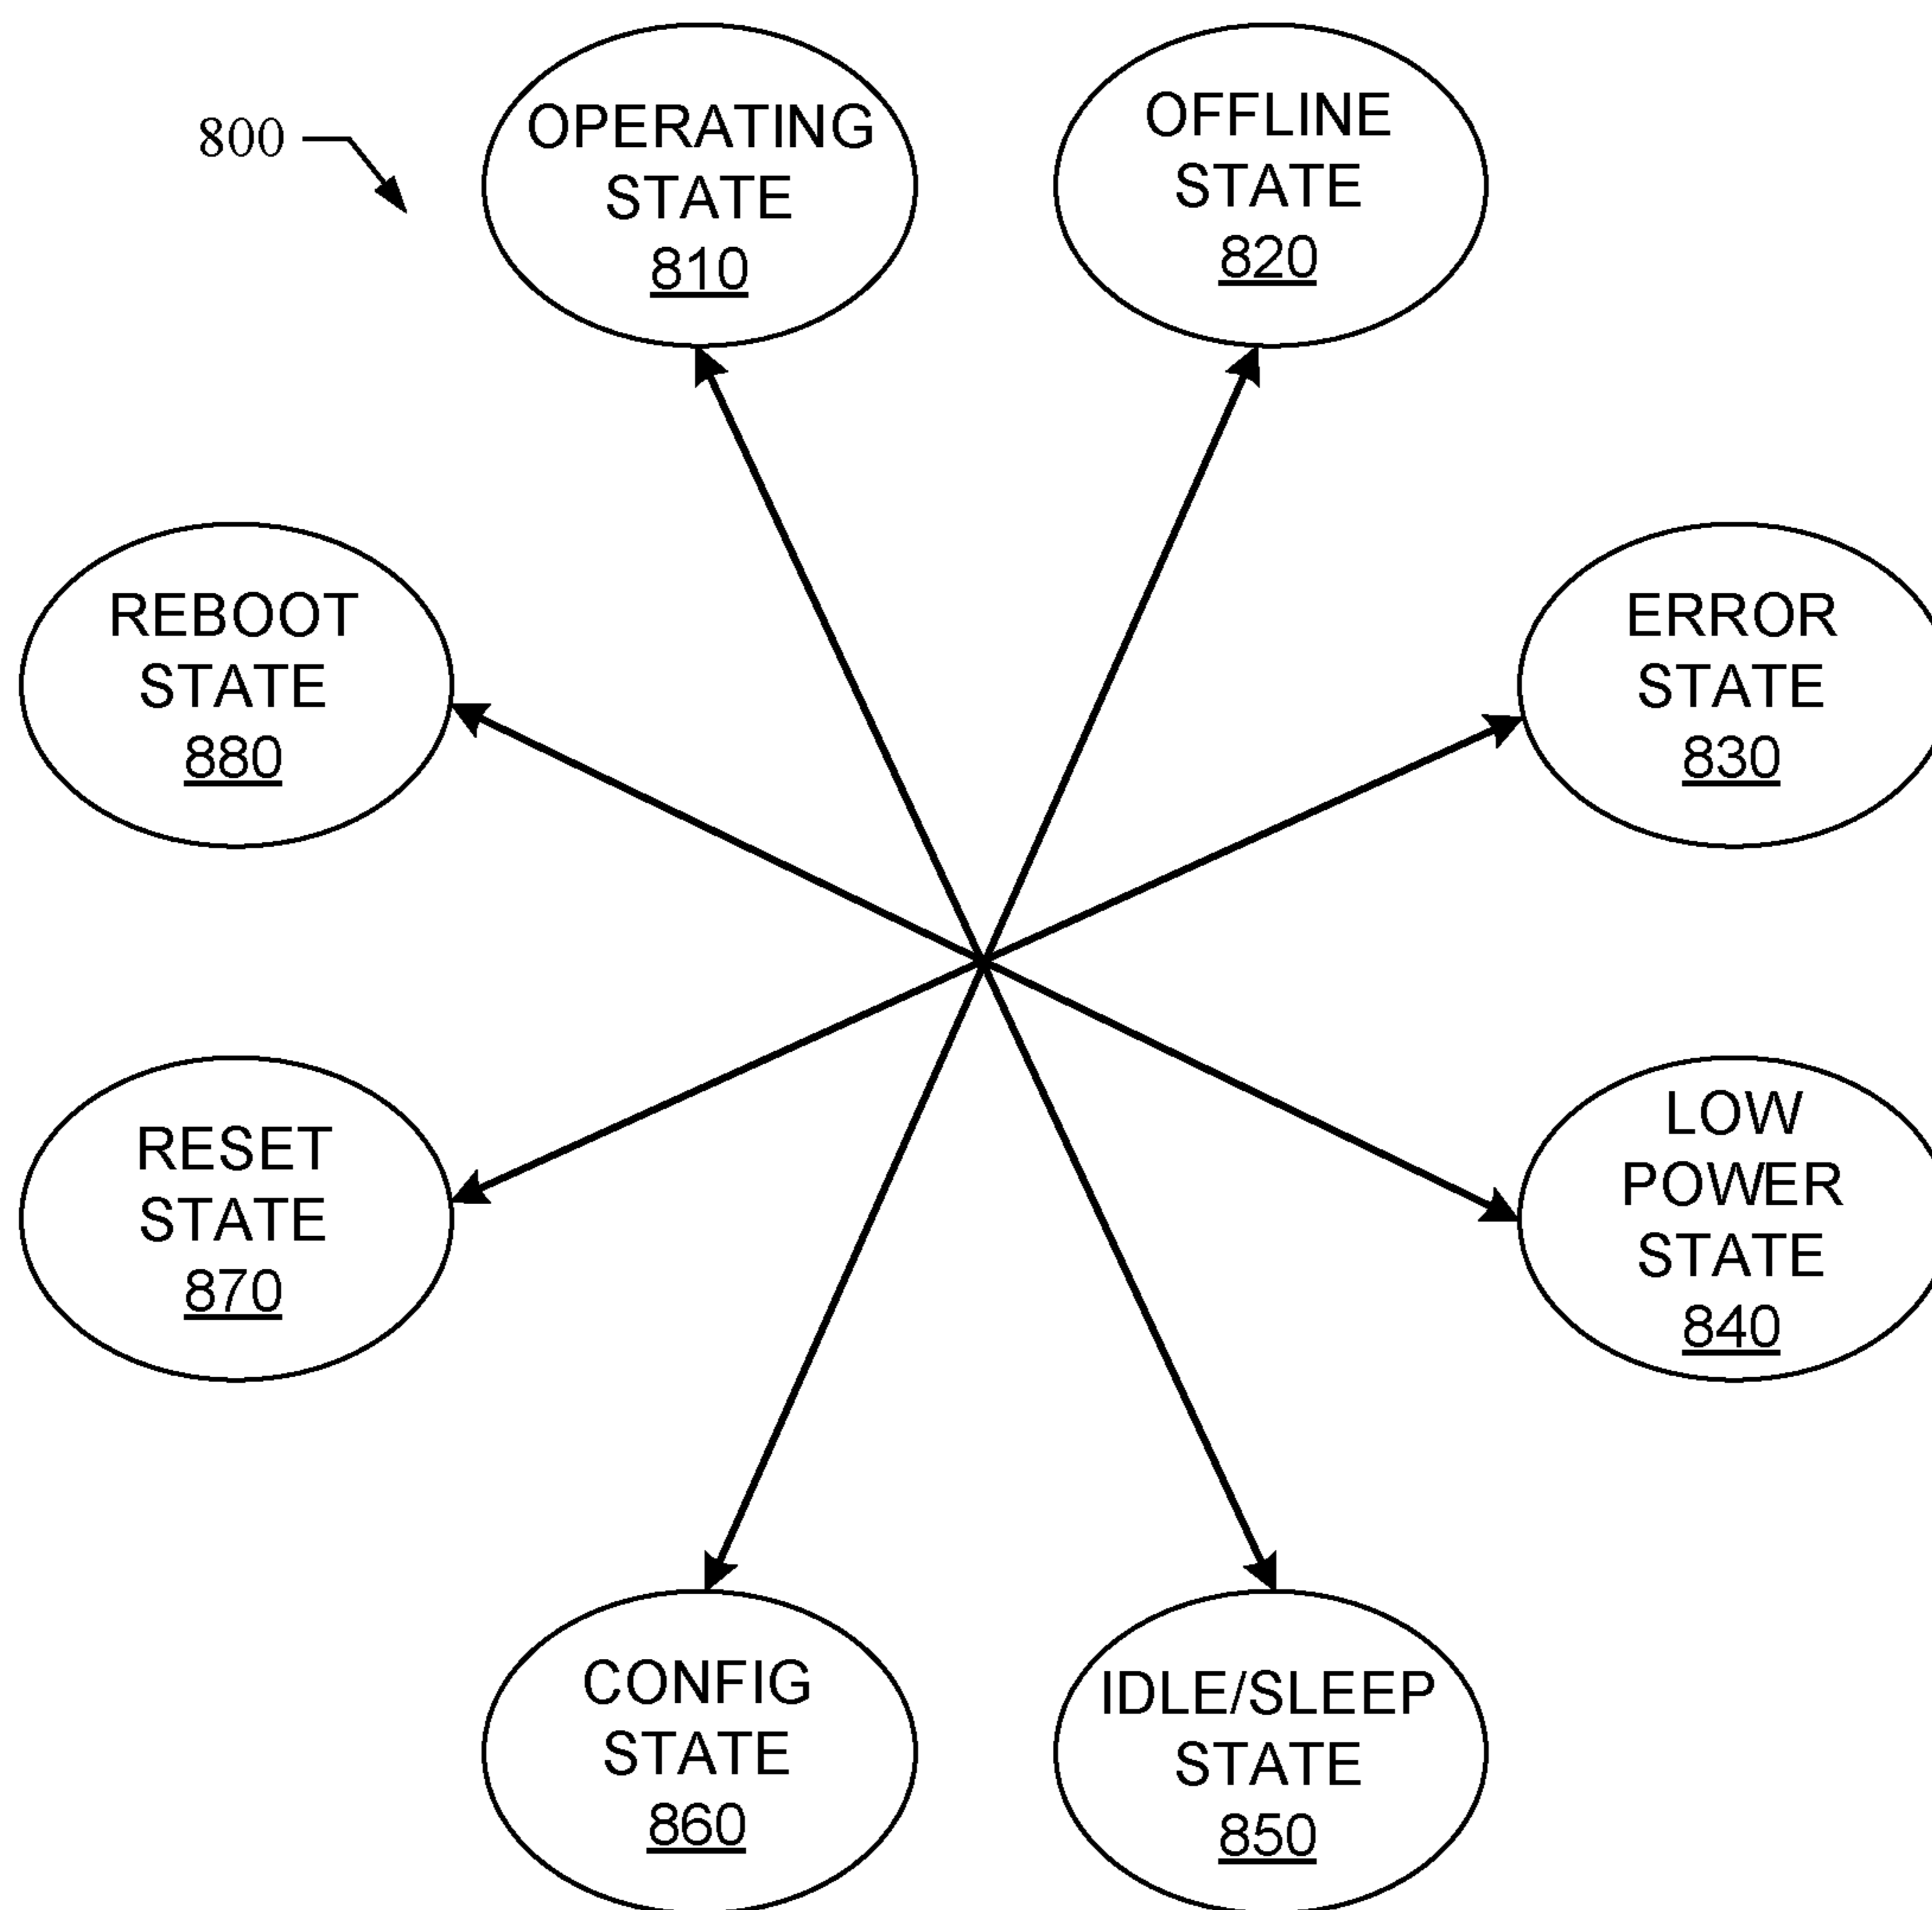 800
OPERATING
STATE
810
OFFLINE
STATE
820
REBOOT
STATE
880
ERROR
STATE
830
RESET
STATE
870
LOW
POWER
STATE
840
CONFIG
STATE
860
IDLE/SLEEP
STATE
850